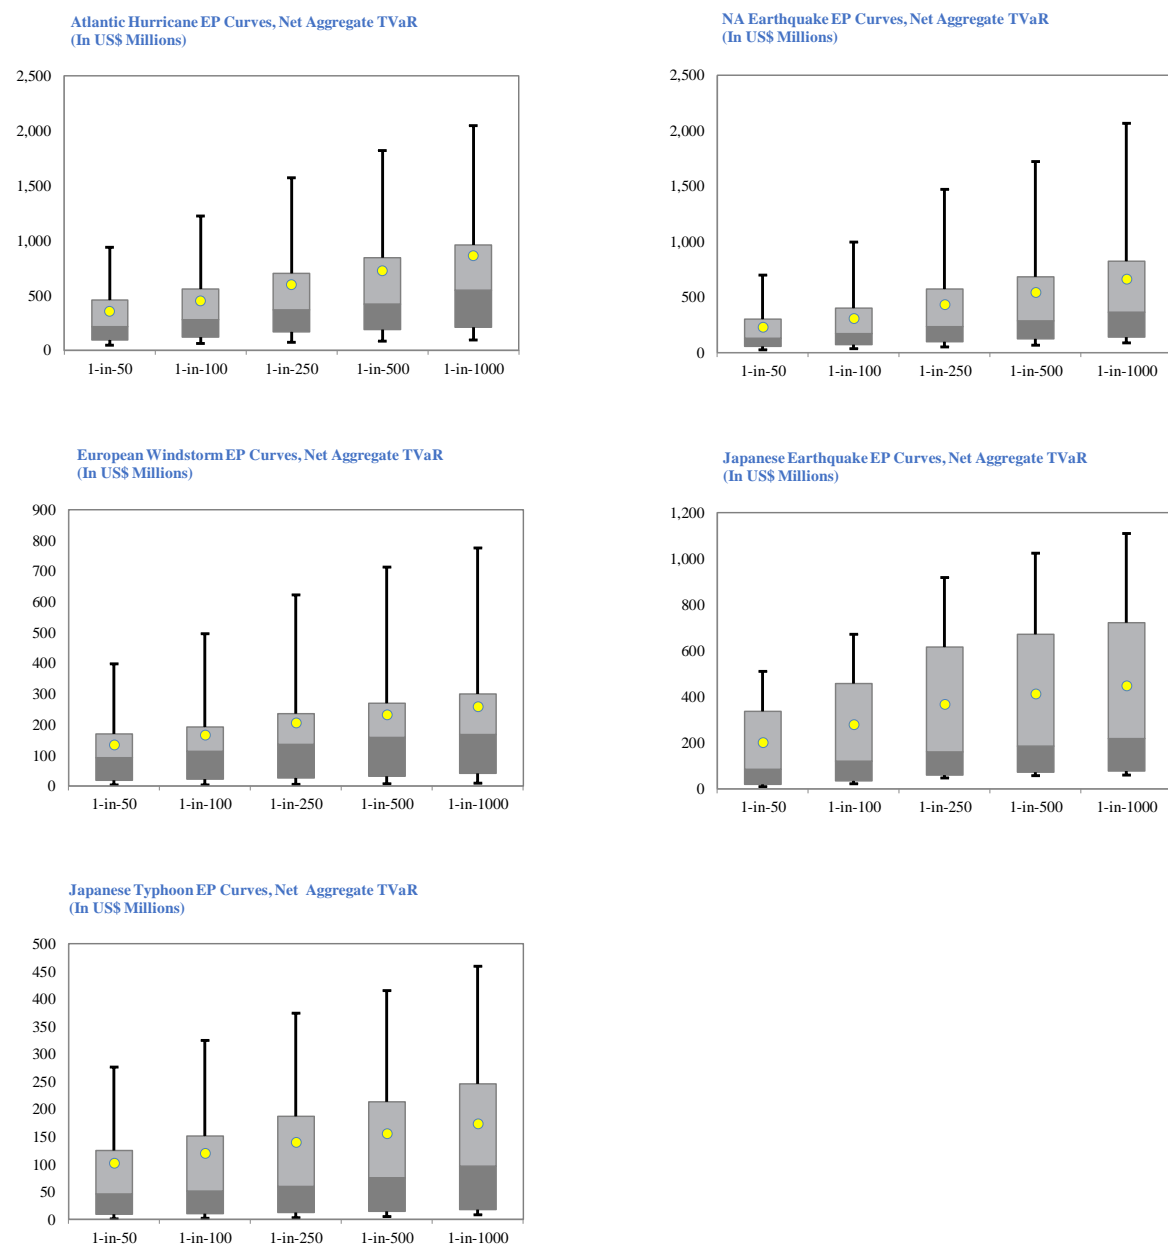 Atlantic Hurricane EP Curves, Net Aggregate TVaR
(In US$ Millions)
2,500
2,000
1,500
1,000
500
0
1-in-50 1-in-100 1-in-250 1-in-500 1-in-1000
NA Earthquake EP Curves, Net Aggregate TVaR
(In US$ Millions)
2,500
2,000
1,500
1,000
500
0
1-in-50 1-in-100 1-in-250 1-in-500 1-in-1000
European Windstorm EP Curves, Net Aggregate TVaR
(In US$ Millions)
900
800
700
600
500
400
300
200
100
0
1-in-50 1-in-100 1-in-250 1-in-500 1-in-1000
Japanese Earthquake EP Curves, Net Aggregate TVaR
(In US$ Millions)
1,200
1,000
800
600
400
200
0
1-in-50 1-in-100 1-in-250 1-in-500 1-in-1000
Japanese Typhoon EP Curves, Net Aggregate TVaR
(In US$ Millions)
500
450
400
350
300
250
200
150
100
50
0
1-in-50 1-in-100 1-in-250 1-in-500 1-in-1000